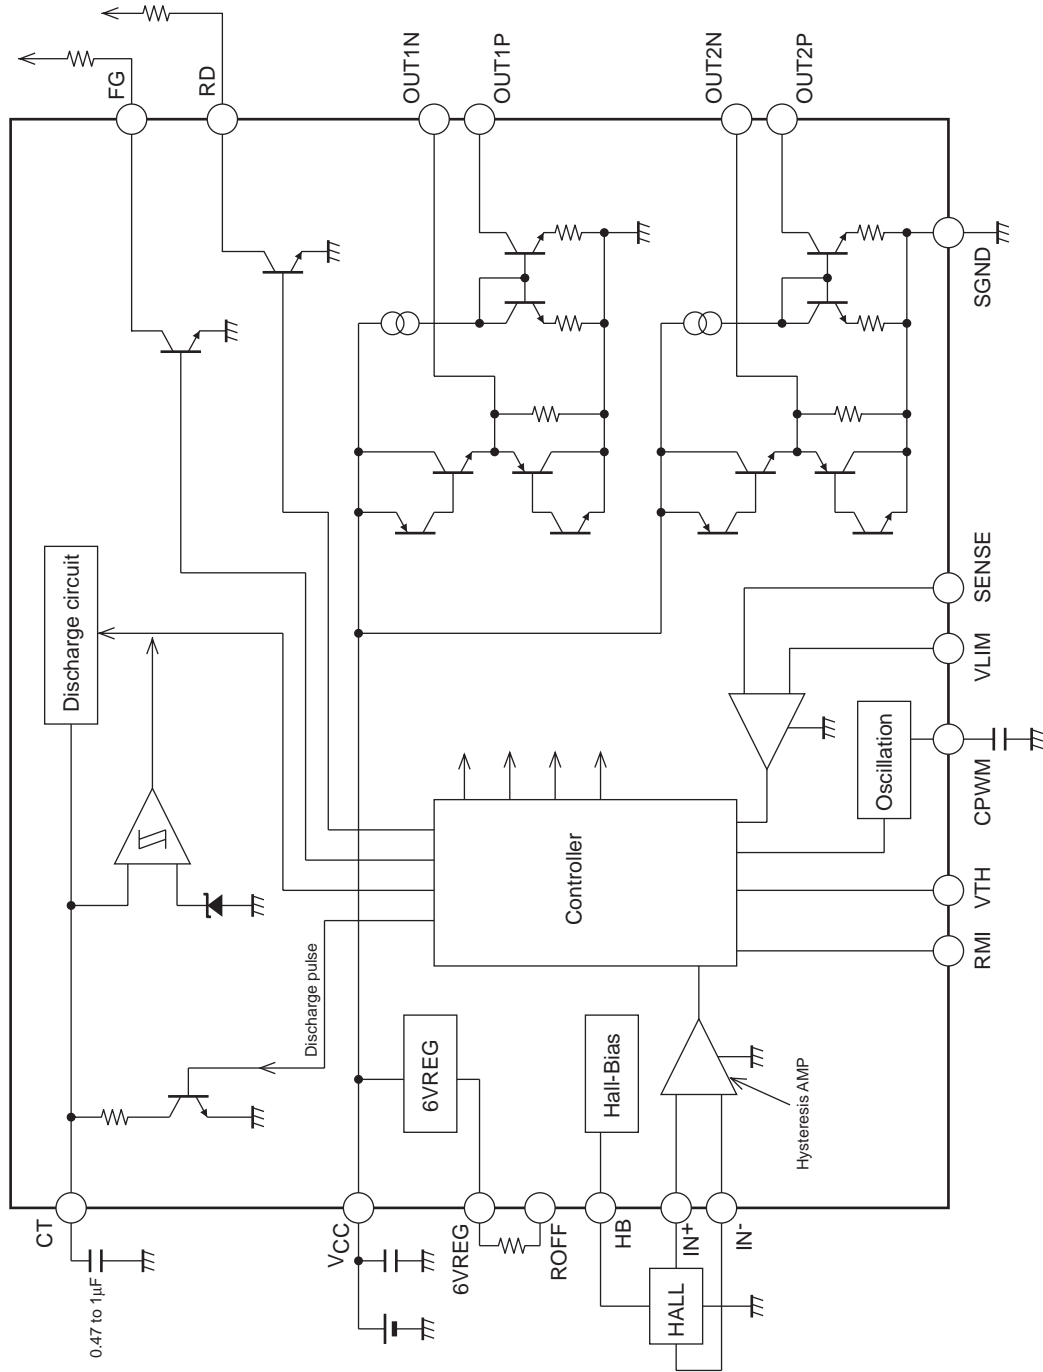 FG
RD
OUT1N
OUT1P
OUT2N
OUT2P
SGND
SENSE
VLIM
CPWM
VTH
RMI
Discharge circuit
Oscillation
Controller
Discharge pulse
6VREG
Hall-Bias
Hysteresis AMP
CT
VCC
6VREG
ROFF
HB
IN+
IN-
0.47 to 1µF
HALL